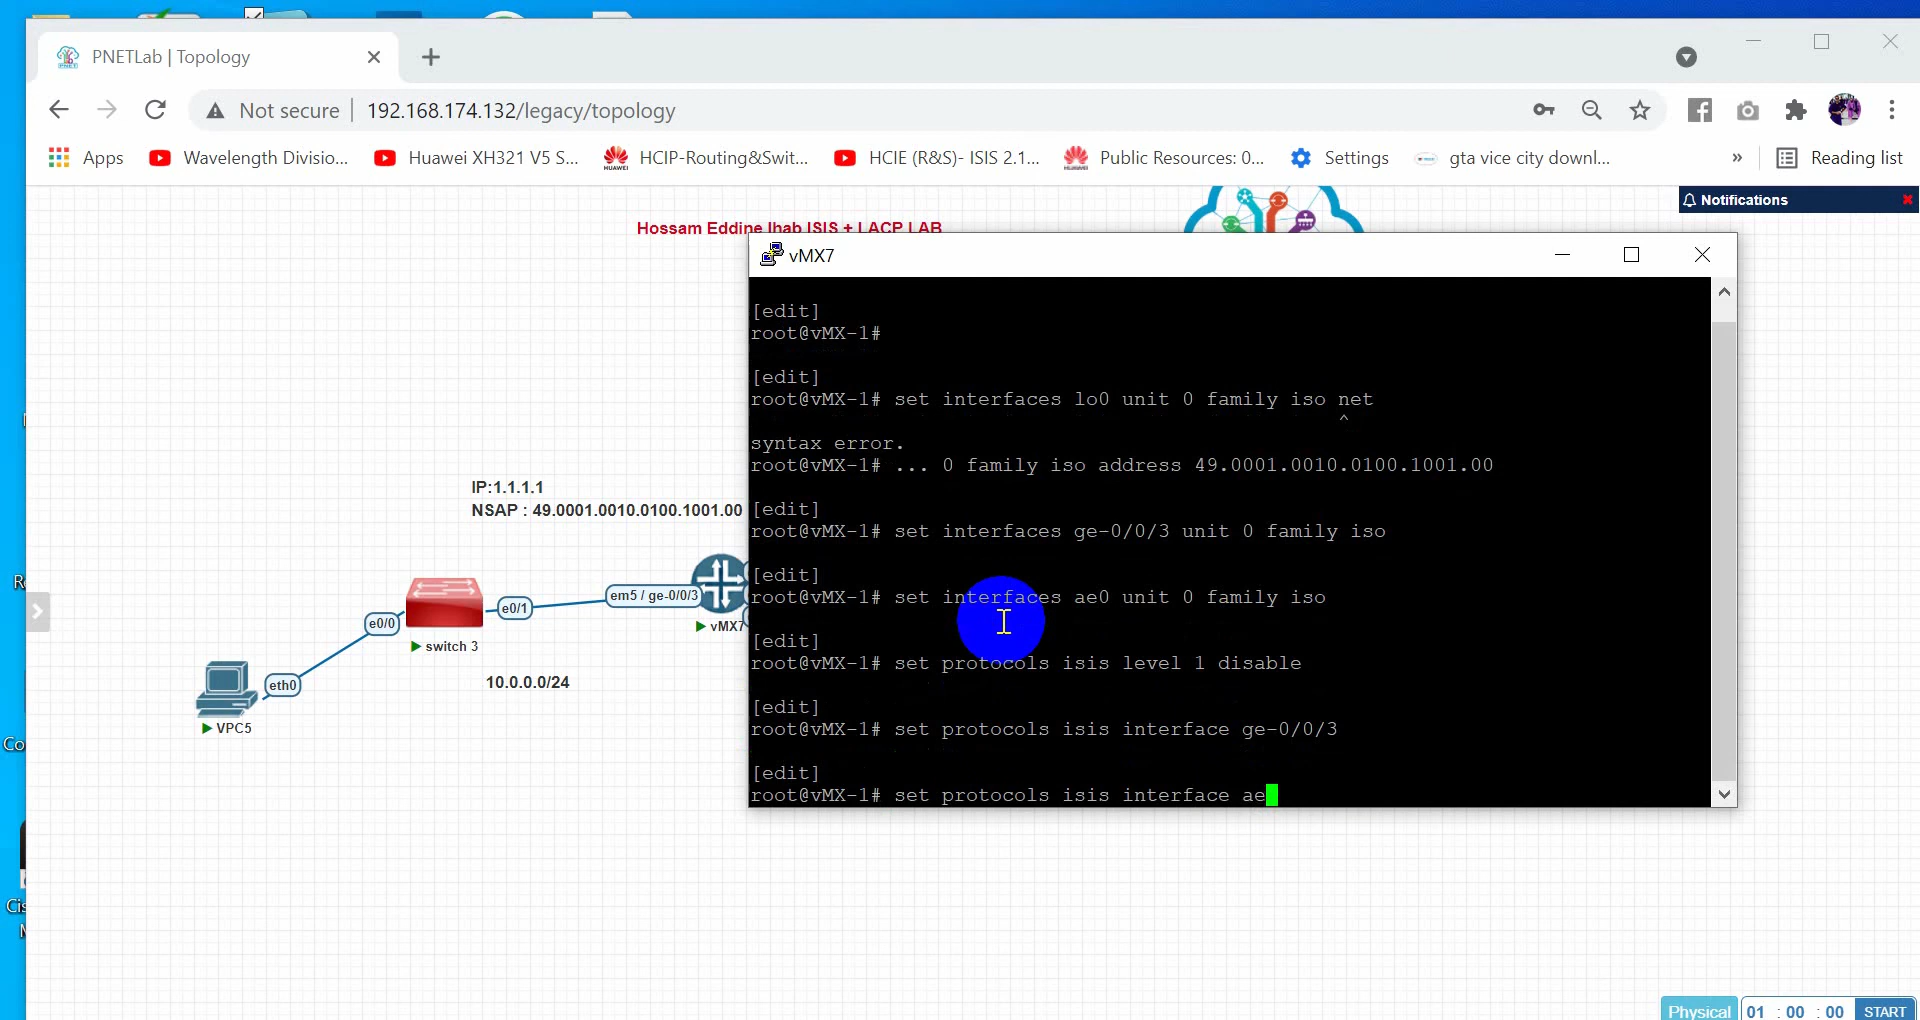 PNETLab | Topology
Not secure
192.168.174.132/legacy/topology
Apps
Wavelength Divisio...
Huawei XH321 V5 S...
HCIP-Routing&Swit...
HCIE (R&S)- ISIS 2.1...
Public Resources: 0...
Settings
gta vice city downl...
»
Reading list
Notifications
Hossam Eddine Ihab ISIS + LACP LAB
vMX7
[edit]
root@vMX-1#
[edit]
root@vMX-1# set interfaces lo0 unit 0 family iso net
^
syntax error.
root@vMX-1# ... 0 family iso address 49.0001.0010.0100.1001.00
[edit]
root@vMX-1# set interfaces ge-0/0/3 unit 0 family iso
[edit]
root@vMX-1# set interfaces ae0 unit 0 family iso
[edit]
root@vMX-1# set protocols isis level 1 disable
[edit]
root@vMX-1# set protocols isis interface ge-0/0/3
[edit]
root@vMX-1# set protocols isis interface ae
IP:1.1.1.1
NSAP : 49.0001.0010.0100.1001.00
em5 / ge-0/0/3
e0/1
e0/0
vMX7
switch 3
10.0.0.0/24
eth0
VPC5
Physical
01 : 00 : 00
START